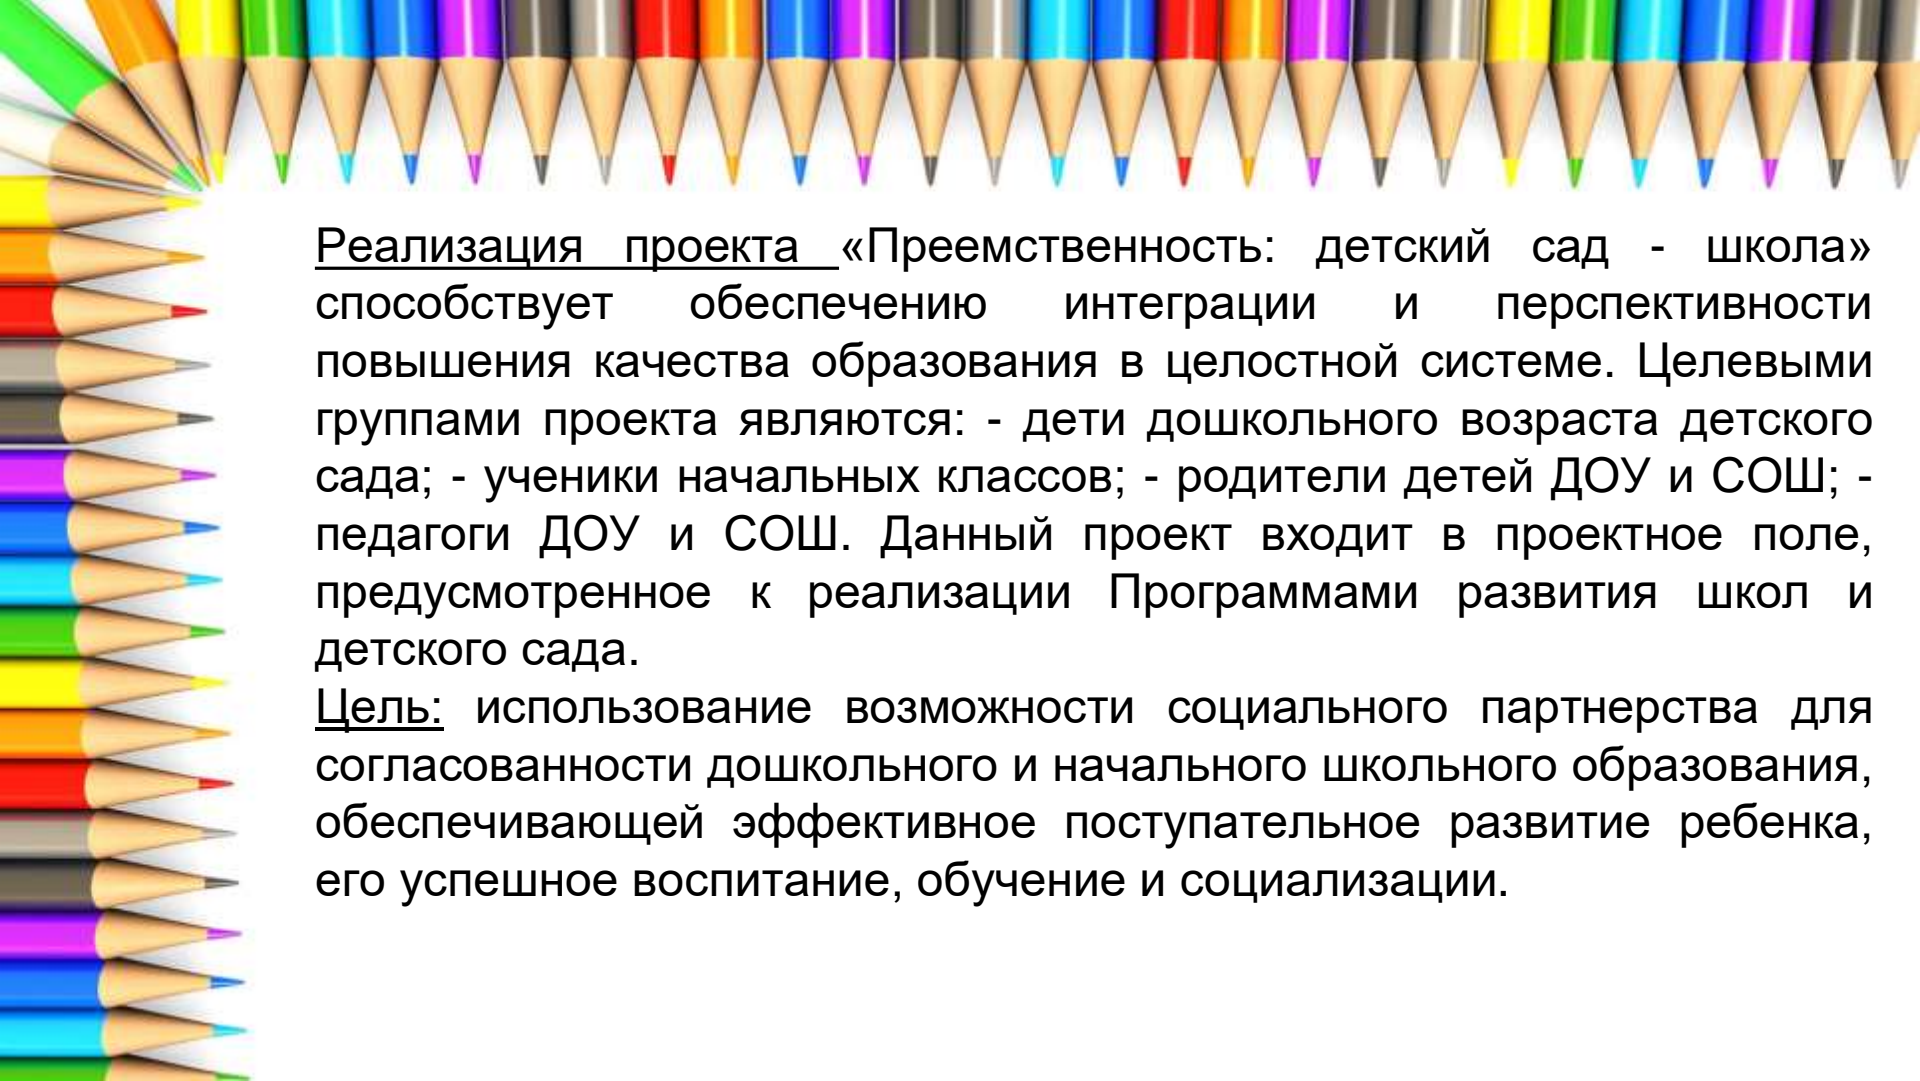 Реализация проекта «Преемственность: детский сад - школа»
способствует обеспечению интеграции и перспективности
повышения качества образования в целостной системе. Целевыми
группами проекта являются: - дети дошкольного возраста детского
сада; - ученики начальных классов; - родители детей ДОУ и СОШ; -
педагоги ДОУ и СОШ. Данный проект входит в проектное поле,
предусмотренное к реализации Программами развития школ и
детского сада.
Цель: использование возможности социального партнерства для
согласованности дошкольного и начального школьного образования,
обеспечивающей эффективное поступательное развитие ребенка,
его успешное воспитание, обучение и социализации.